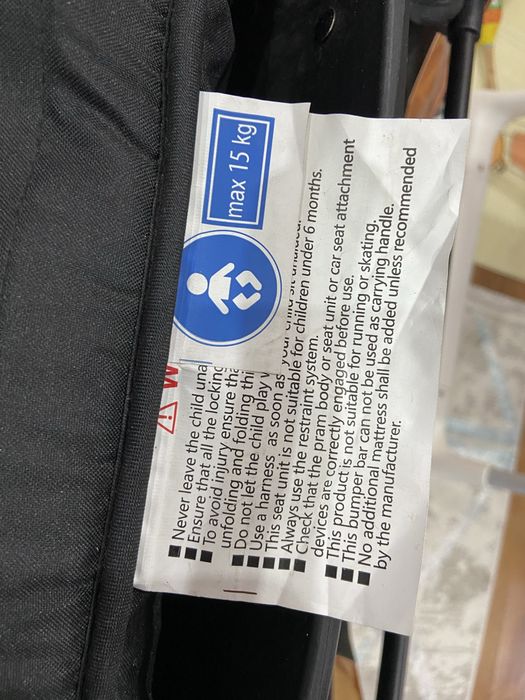 max 15 kg
W
Never leave the child una
Ensure that all the locking
To avoid injury ensure tha
unfolding and folding thi
Do not let the child play w
Use a harness as soon as your child sit unaided.
This seat unit is not suitable for children under 6 months.
Always use the restraint system.
Check that the pram body or seat unit or car seat attachment
devices are correctly engaged before use.
This product is not suitable for running or skating.
This bumper bar can not be used as carrying handle.
No additional mattress shall be added unless recommended
by the manufacturer.